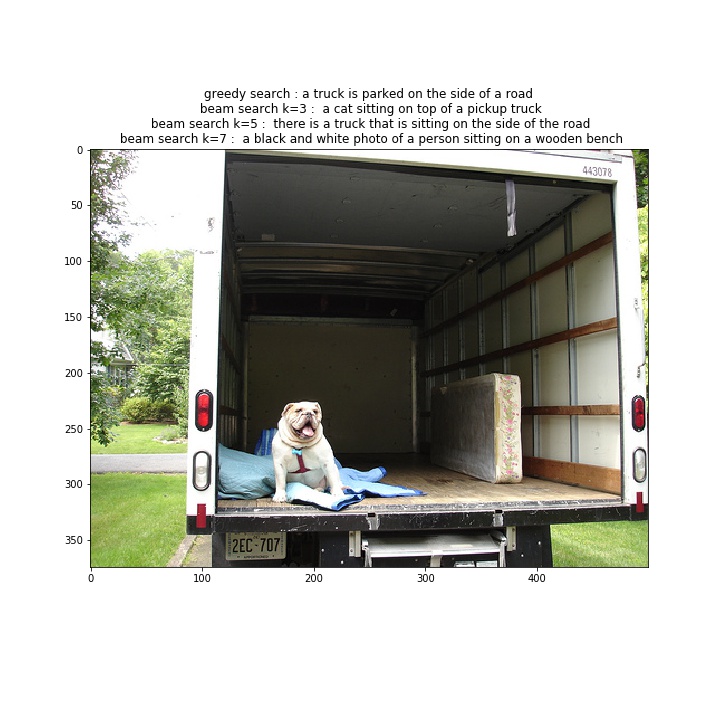 greedy search : a truck is parked on the side of a road
beam search k=3 :  a cat sitting on top of a pickup truck
beam search k=5 :  there is a truck that is sitting on the side of the road
beam search k=7 :  a black and white photo of a person sitting on a wooden bench
0
443078
50
100
150
200
250
300
2EC-707
350
0 100 200 300 400